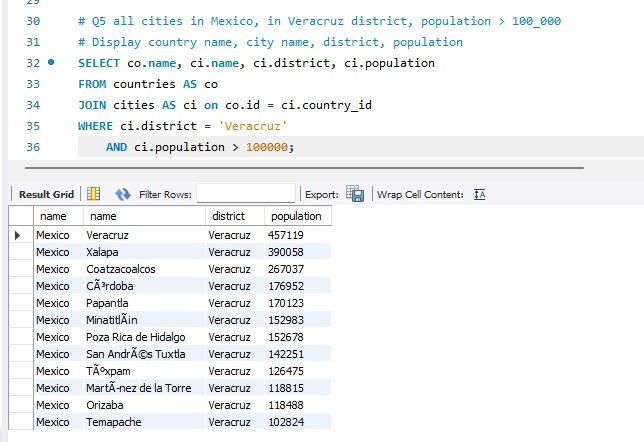 29
30 # Q5 all cities in Mexico, in Veracruz district, population > 100_000
31 # Display country name, city name, district, population
32 SELECT co.name, ci.name, ci.district, ci.population
33 FROM countries AS co
34 JOIN cities AS ci on co.id = ci.country_id
35 WHERE ci.district = 'Veracruz'
36 AND ci.population > 100000;
Result Grid Filter Rows: Export: Wrap Cell Content:
name name district population
Mexico Veracruz Veracruz 457119
Mexico Xalapa Veracruz 390058
Mexico Coatzacoalcos Veracruz 267037
Mexico CÃ³rdoba Veracruz 176952
Mexico Papantla Veracruz 170123
Mexico MinatitlÃ¡n Veracruz 152983
Mexico Poza Rica de Hidalgo Veracruz 152678
Mexico San AndrÃ©s Tuxtla Veracruz 142251
Mexico TÃºxpam Veracruz 126475
Mexico MartÃ-nez de la Torre Veracruz 118815
Mexico Orizaba Veracruz 118488
Mexico Temapache Veracruz 102824